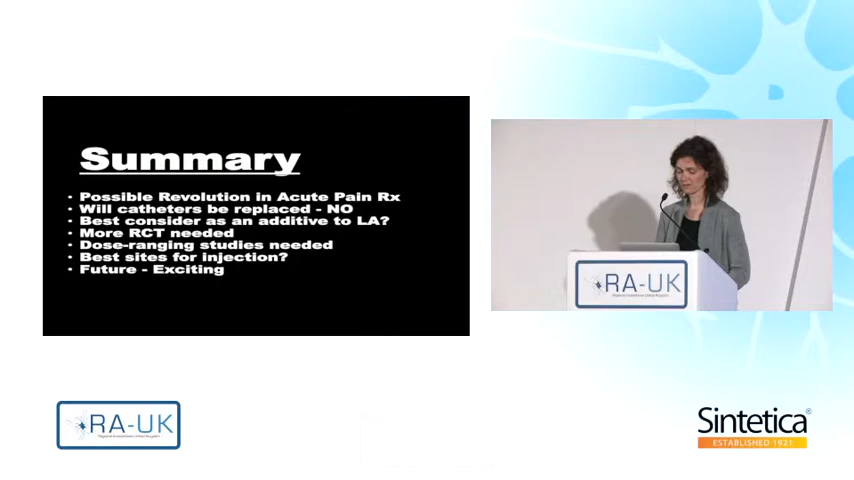 Summary
• Possible Revolution in Acute Pain Rx
• Will catheters be replaced - NO
• Best consider as an additive to LA?
• More RCT needed
• Dose-ranging studies needed
• Best sites for injection?
• Future - Exciting
RA-UK
RA-UK
Sintetica®
ESTABLISHED 1921